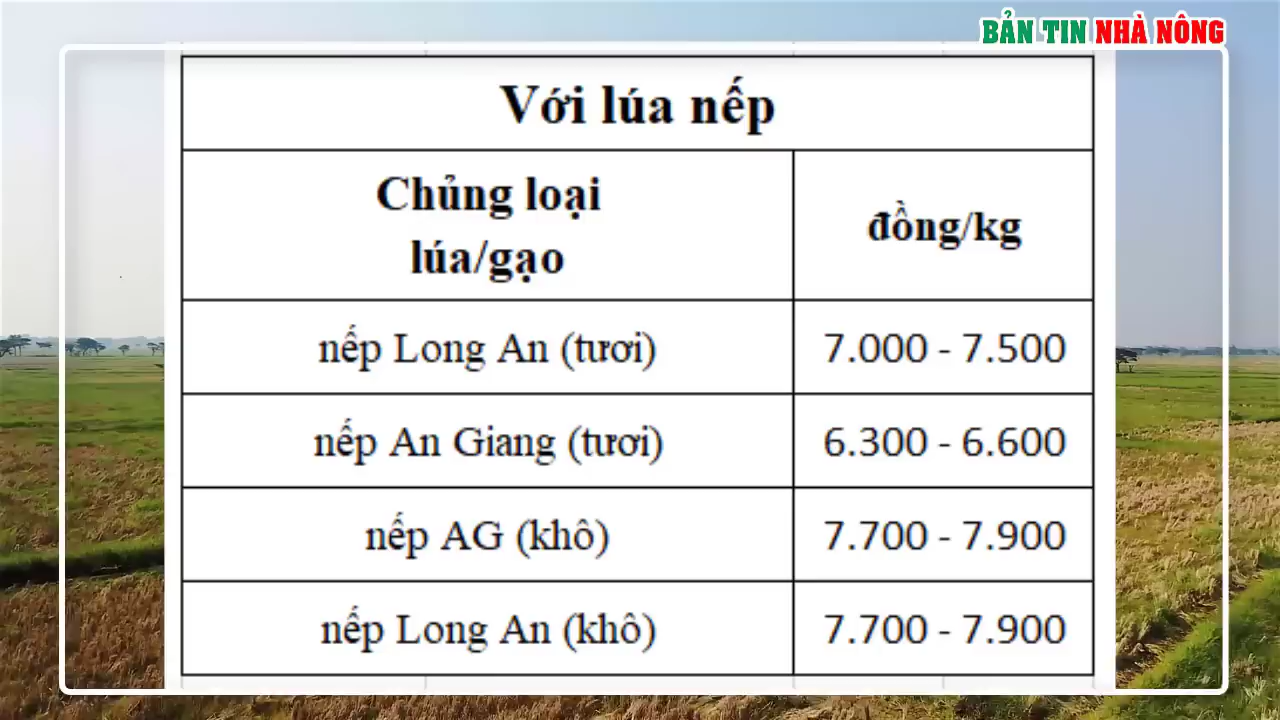 BẢN TIN NHÀ NÔNG
Với lúa nếp
Chủng loại
lúa/gạo
đồng/kg
nếp Long An (tươi)
7.000 - 7.500
nếp An Giang (tươi)
6.300 - 6.600
nếp AG (khô)
7.700 - 7.900
nếp Long An (khô)
7.700 - 7.900